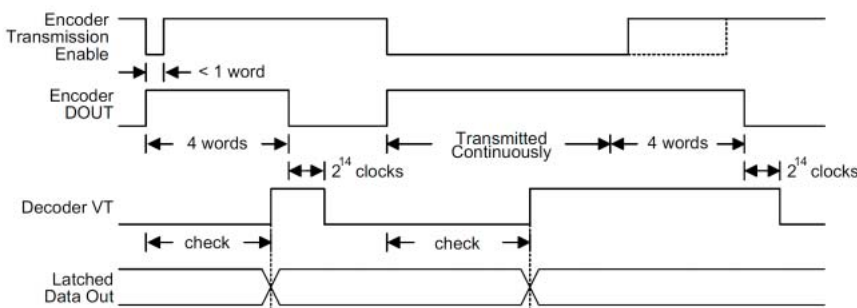 Encoder
Transmission
Enable
< 1 word
Encoder
DOUT
4 words
Transmitted
Continuously
4 words
2^14 clocks
2^14 clocks
Decoder VT
check
check
Latched
Data Out